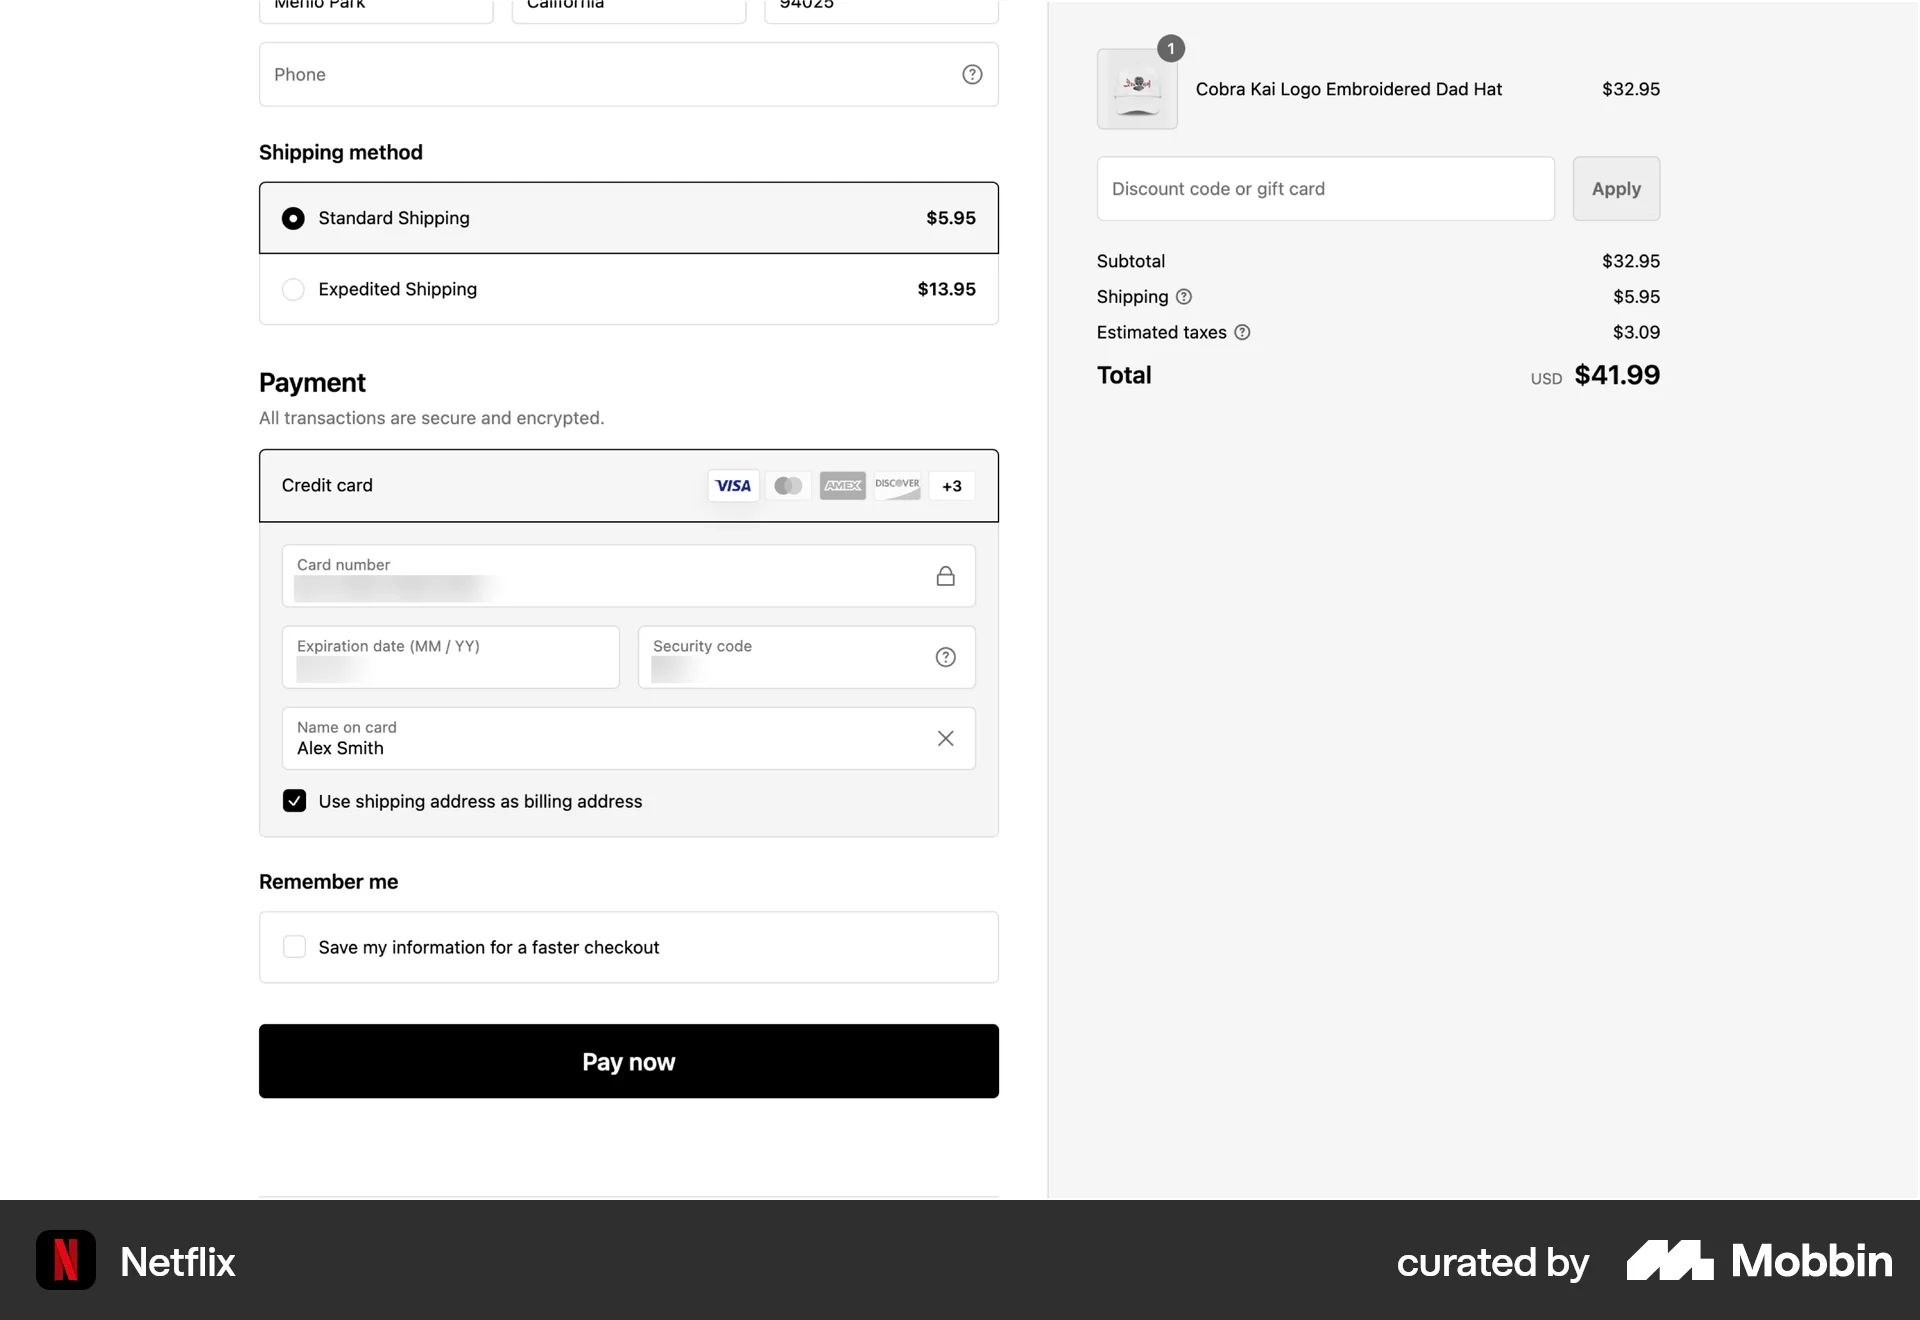 Menlo Park
California
94025
Phone
Shipping method
Standard Shipping
$5.95
Expedited Shipping
$13.95
Payment
All transactions are secure and encrypted.
Credit card
VISA
AMEX
DISCOVER
+3
Card number
Expiration date (MM / YY)
Security code
Name on card
Alex Smith
Use shipping address as billing address
Remember me
Save my information for a faster checkout
Pay now
1
Cobra Kai Logo Embroidered Dad Hat
$32.95
Discount code or gift card
Apply
Subtotal
$32.95
Shipping
$5.95
Estimated taxes
$3.09
Total
USD $41.99
Netflix
curated by Mobbin